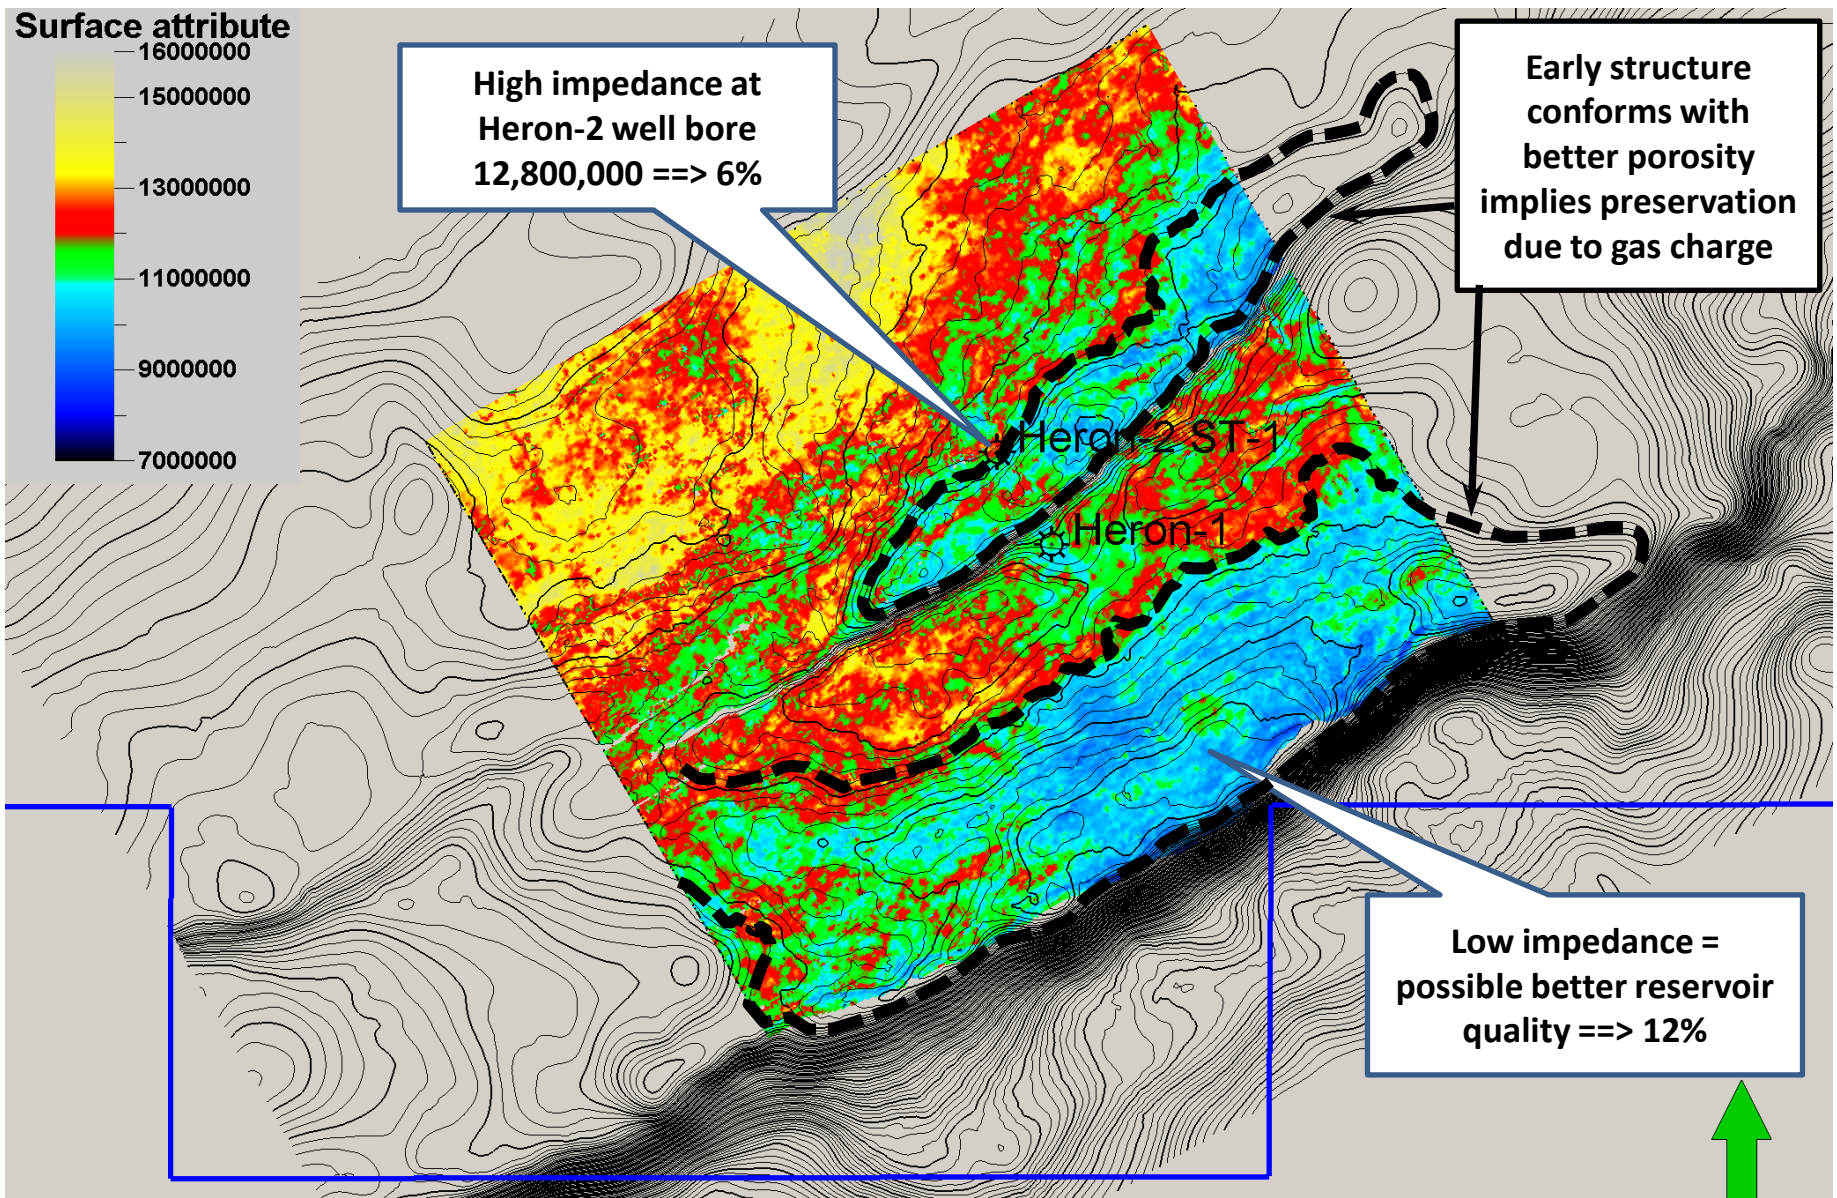 Surface attribute
16000000
15000000
13000000
11000000
9000000
7000000
High impedance at
Heron-2 well bore
12,800,000 ==> 6%
Early structure
conforms with
better porosity
implies preservation
due to gas charge
Heron-2 ST-1
Heron-1
Low impedance =
possible better reservoir
quality ==> 12%